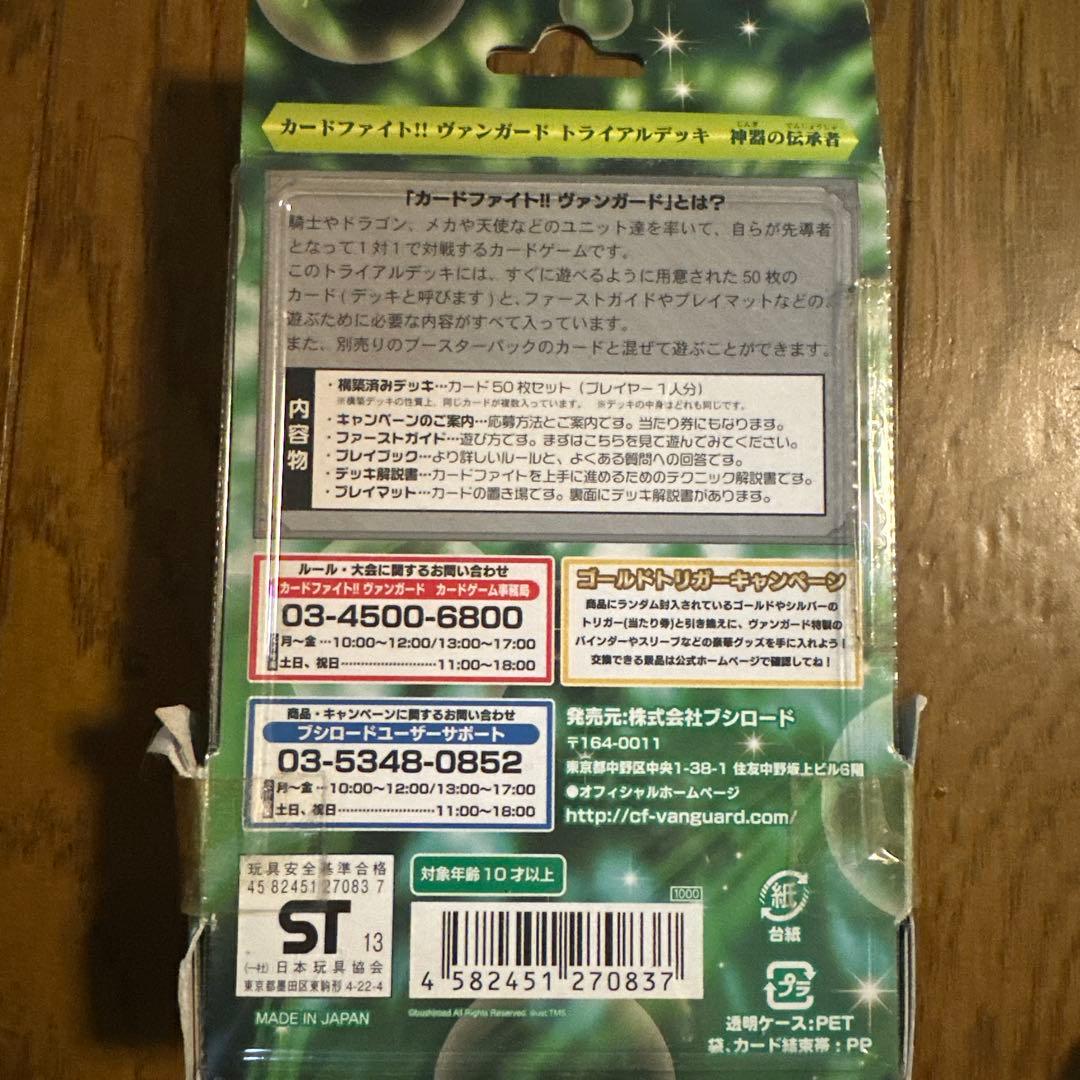 カードファイト!! ヴァンガード トライアルデッキ 神器の伝承者
「カードファイト!! ヴァンガード」とは?
騎士やドラゴン、メカや天使などのユニット達を率いて、自らが先導者
となって1対1で対戦するカードゲームです。
このトライアルデッキには、すぐに遊べるように用意された50枚の
カード(デッキと呼びます)と、ファーストガイドやプレイマットなどの、
遊ぶために必要な内容がすべて入っています。
また、別売りのブースターパックのカードと混ぜて遊ぶことができます。
内容物
・構築済みデッキ…カード50枚セット(プレイヤー1人分)
※構築デッキの性質上、同じカードが複数入っています。 ※デッキの中身はどれも同じです。
・キャンペーンのご案内…応募方法とご案内です。当たり券にもなります。
・ファーストガイド…遊び方です。まずはこちらを見て遊んでみてください。
・プレイブック…より詳しいルールと、よくある質問への回答です。
・デッキ解説書…カードファイトを上手に進めるためのテクニック解説書です。
・プレイマット…カードの置き場です。裏面にデッキ解説書があります。
ルール・大会に関するお問い合わせ
カードファイト!! ヴァンガード カードゲーム事務局
03-4500-6800
月~金…10:00~12:00/13:00~17:00
土日、祝日……………………11:00~18:00
ゴールドトリガーキャンペーン
商品にランダム封入されているゴールドやシルバーの
トリガー(当たり券)と引き換えに、ヴァンガード特製の
バインダーやスリーブなどの豪華グッズを手に入れよう!
交換できる景品は公式ホームページで確認してね!
商品・キャンペーンに関するお問い合わせ
ブシロードユーザーサポート
03-5348-0852
月~金…10:00~12:00/13:00~17:00
土日、祝日……………………11:00~18:00
発売元:株式会社ブシロード
〒164-0011
東京都中野区中央1-38-1 住友中野坂上ビル6階
●オフィシャルホームページ
http://cf-vanguard.com/
玩具安全基準合格
45 82451 27083 7
ST 13
(一社)日本玩具協会
東京都墨田区東駒形4-22-4
MADE IN JAPAN
対象年齢10才以上
1000
4 582451 270837
©bushiroad All Rights Reserved. illust:TMS
紙
台紙
プラ
透明ケース:PET
袋、カード結束帯:PP